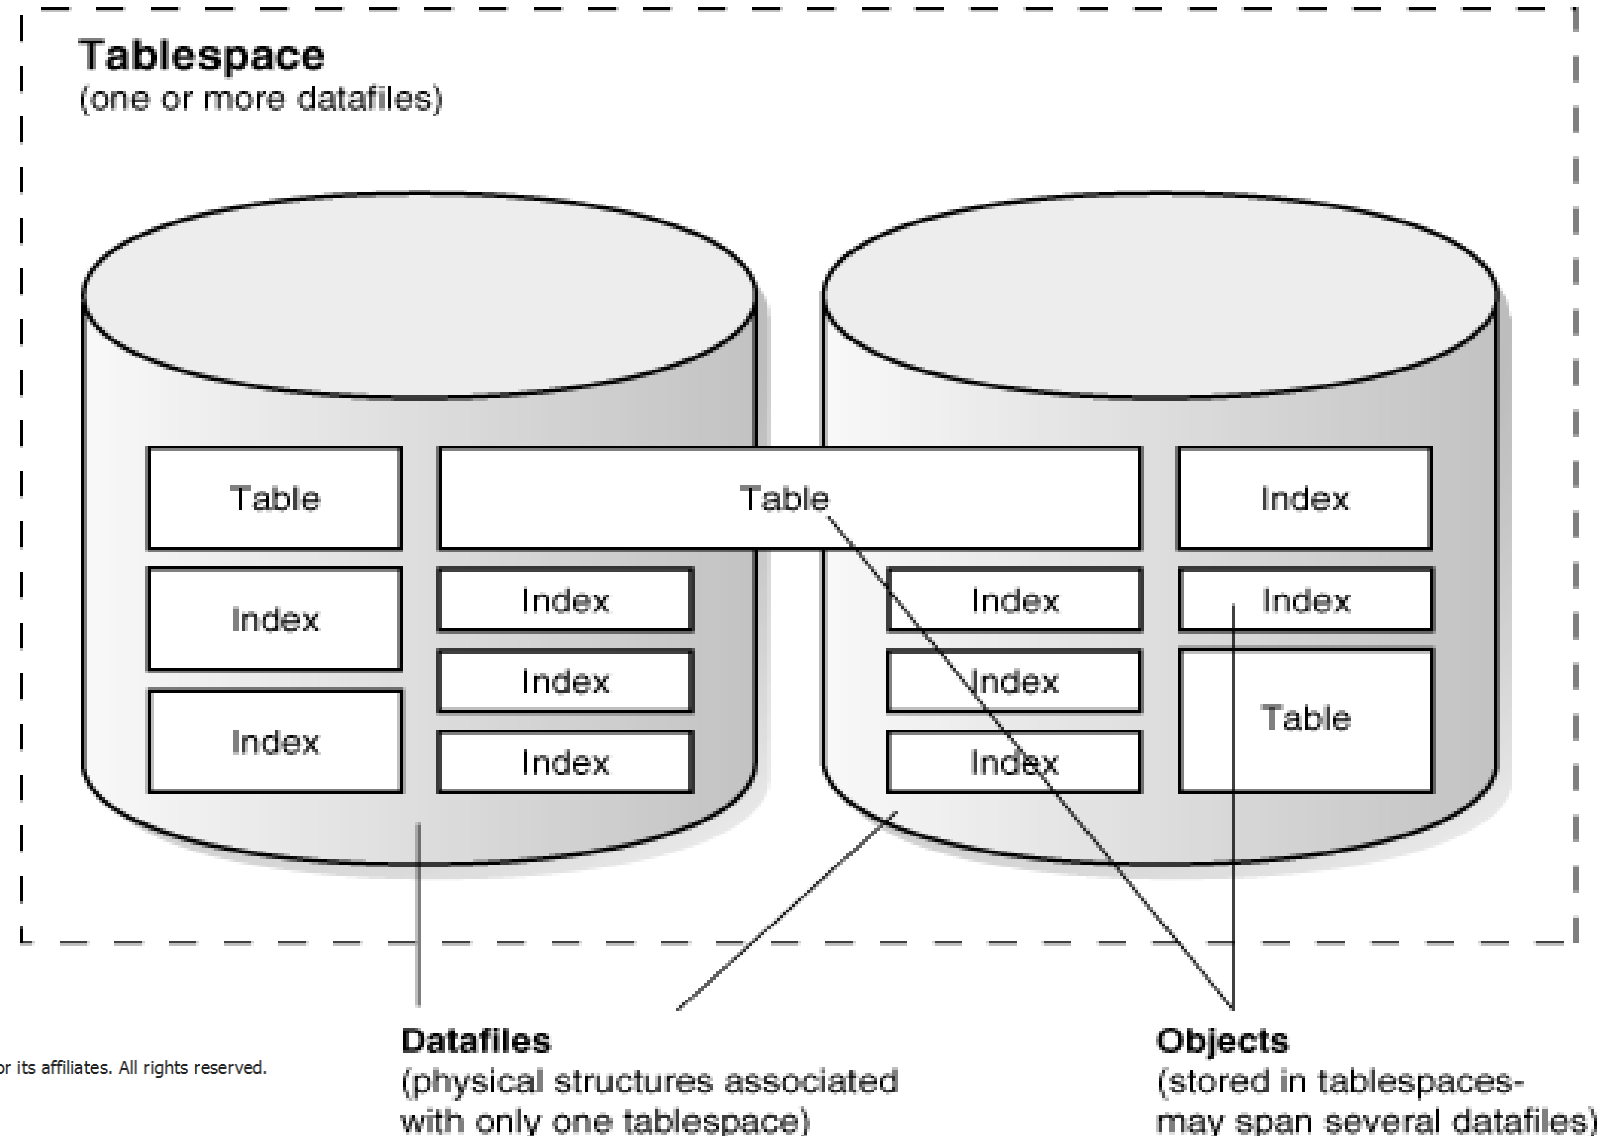 Tablespace
(one or more datafiles)
Table
Table
Index
Index
Index
Index
Index
Index
Index
Index
Table
Index
Index
Index
Datafiles
(physical structures associated
with only one tablespace)
Objects
(stored in tablespaces-
may span several datafiles)
or its affiliates. All rights reserved.